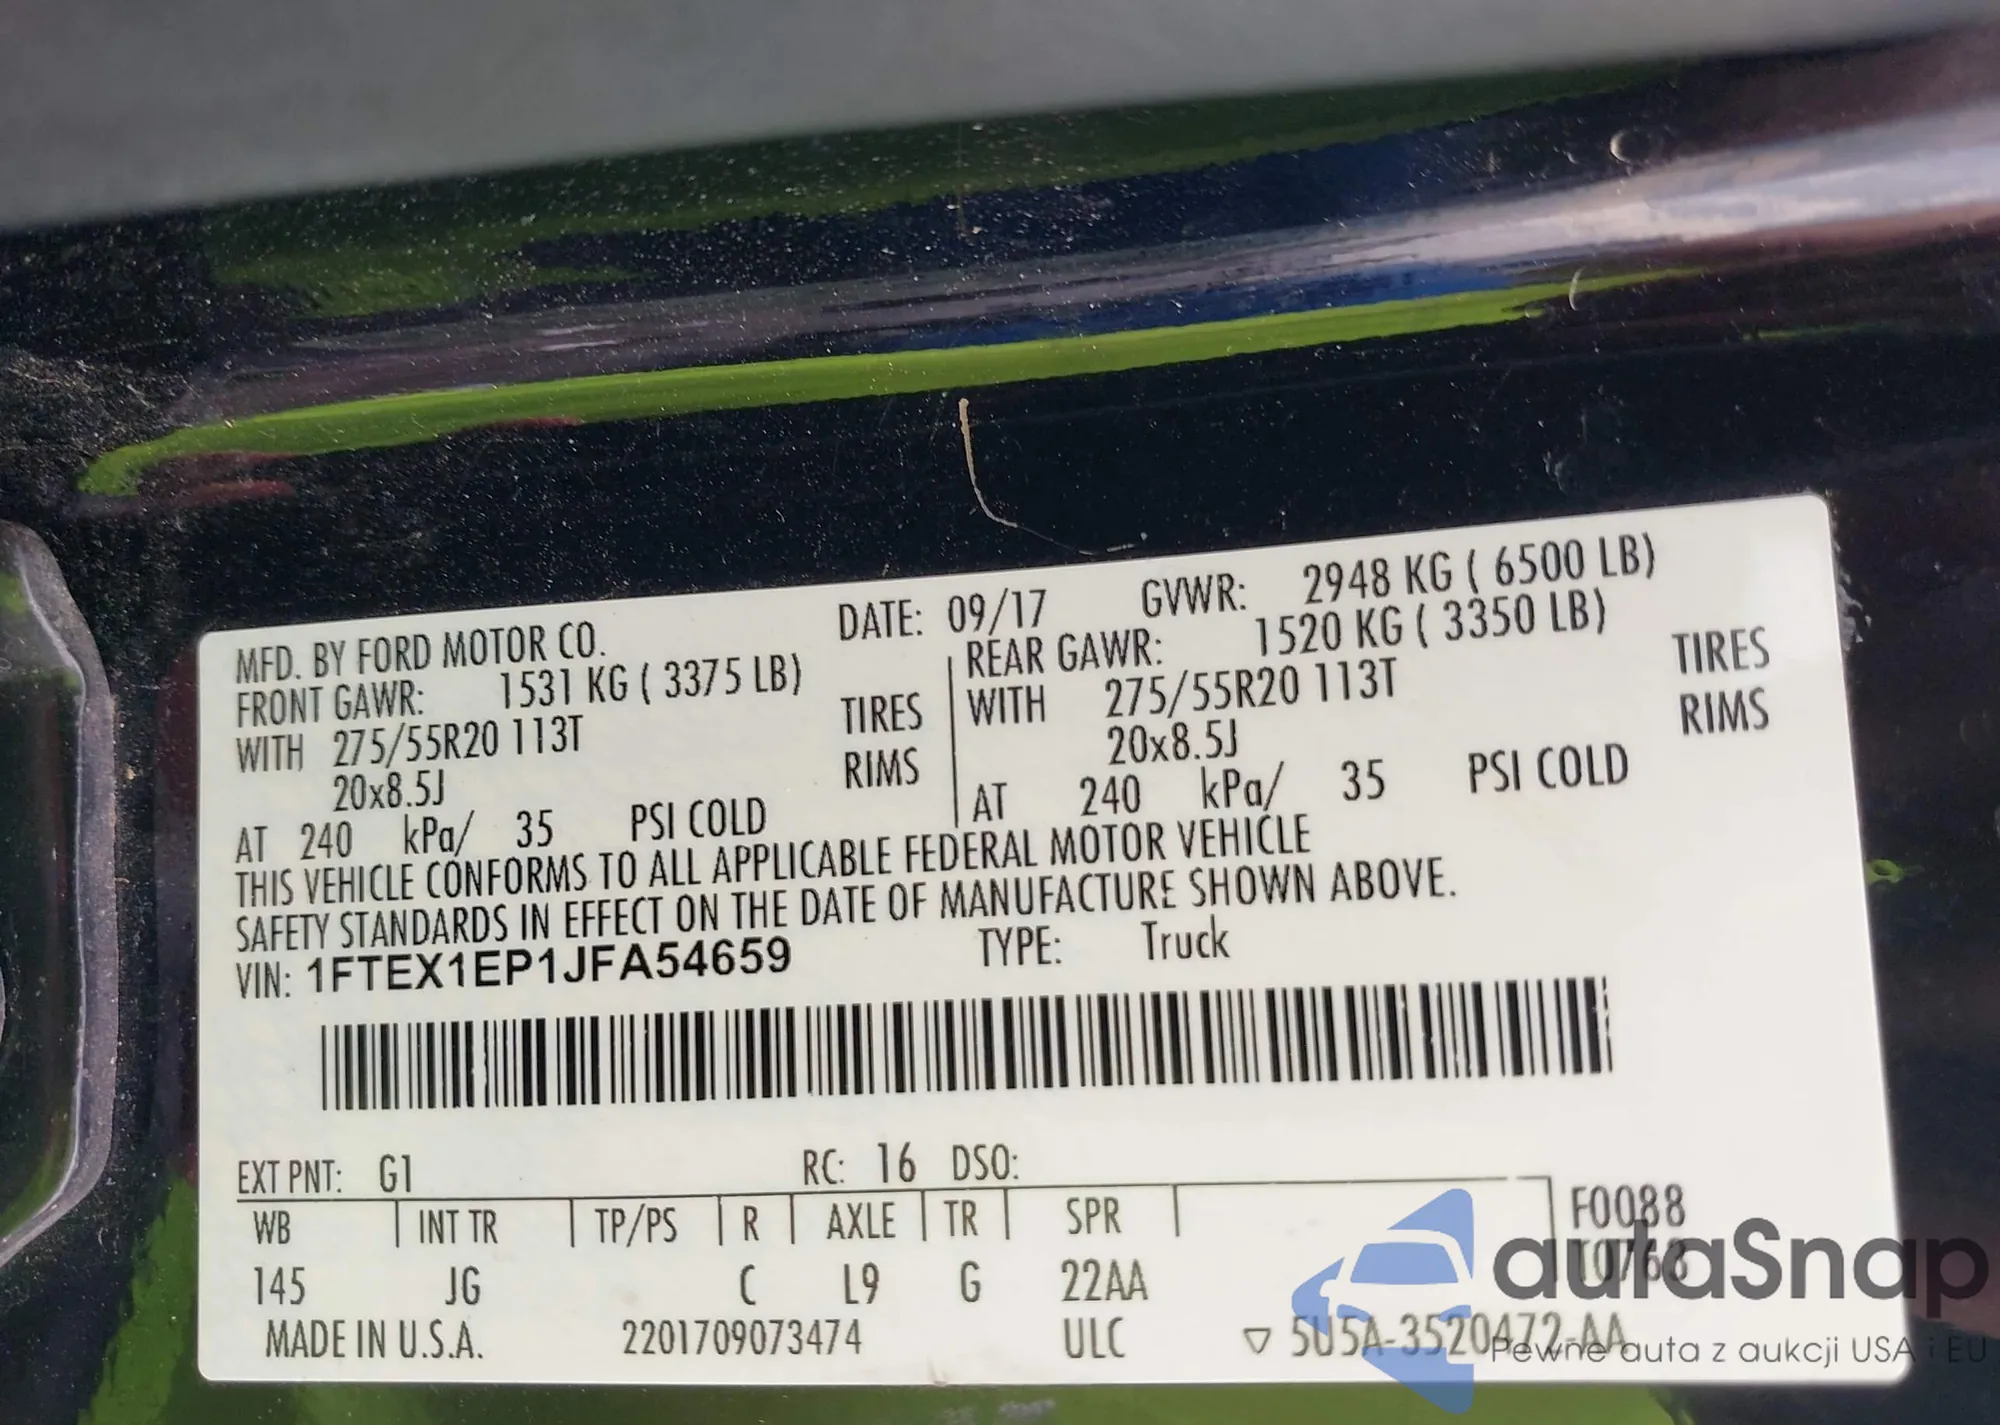 MFD. BY FORD MOTOR CO. DATE: 09/17 GVWR: 2948 KG ( 6500 LB)
FRONT GAWR: 1531 KG ( 3375 LB) REAR GAWR: 1520 KG ( 3350 LB)
WITH 275/55R20 113T TIRES WITH 275/55R20 113T TIRES
20x8.5J RIMS 20x8.5J RIMS
AT 240 kPa/ 35 PSI COLD AT 240 kPa/ 35 PSI COLD
THIS VEHICLE CONFORMS TO ALL APPLICABLE FEDERAL MOTOR VEHICLE
SAFETY STANDARDS IN EFFECT ON THE DATE OF MANUFACTURE SHOWN ABOVE.
VIN: 1FTEX1EP1JFA54659 TYPE: Truck
EXT PNT: G1 RC: 16 DSO:
WB INT TR TP/PS R AXLE TR SPR F0088
145 JG C L9 G 22AA T0763
MADE IN U.S.A. 2201709073474 ULC ▽ 5U5A-3520472-AA
autaSnap
Pewne auta z aukcji USA i EU